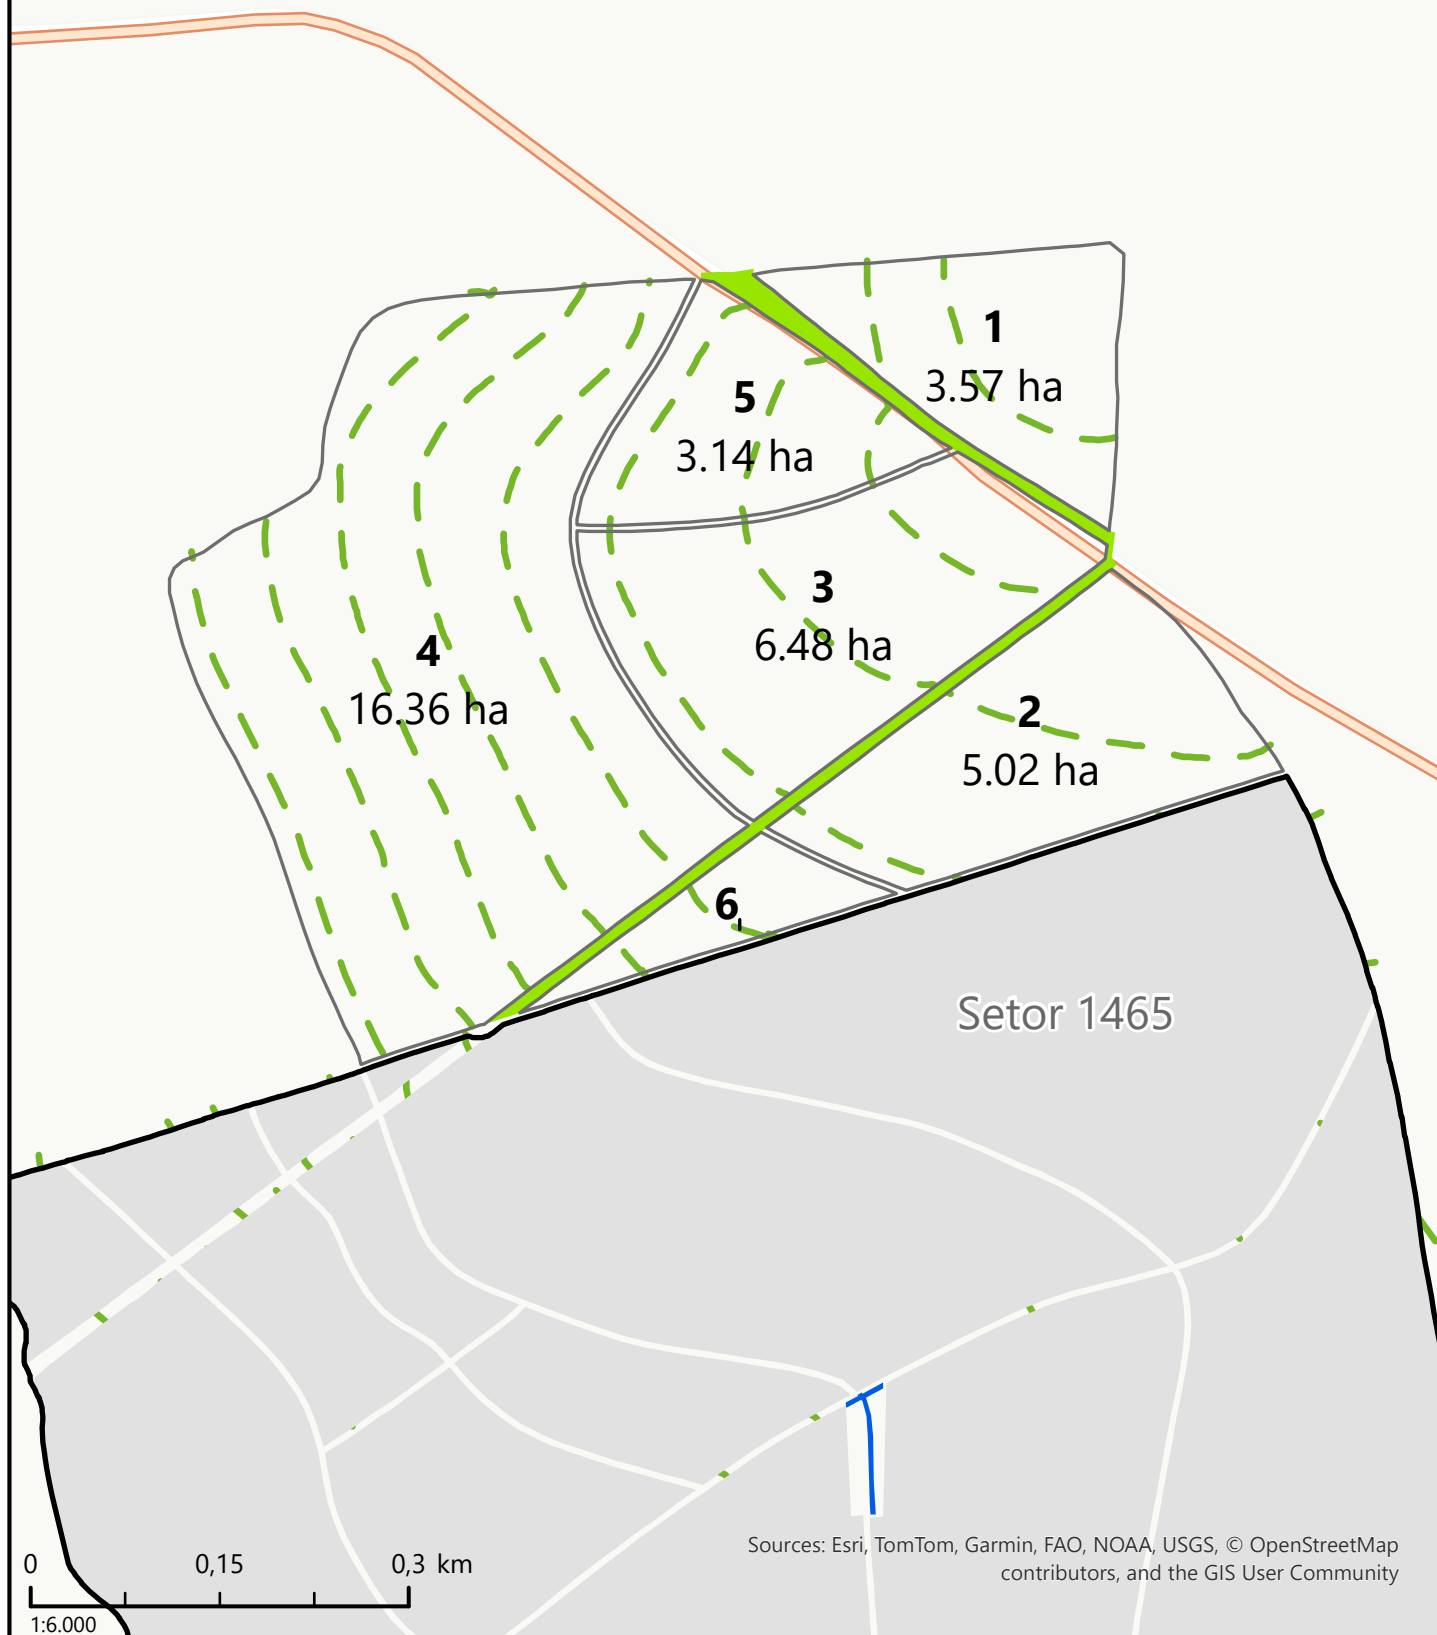 1
3.57 ha
5
3.14 ha
3
6.48 ha
4
16.36 ha
2
5.02 ha
6
Setor 1465
Sources: Esri, TomTom, Garmin, FAO, NOAA, USGS, © OpenStreetMap
contributors, and the GIS User Community
0 0,15 0,3 km
1:6.000